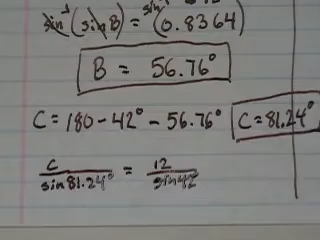 sin⁻¹(sin B) = sin⁻¹(0.8364)
B = 56.76°
C = 180 - 42° - 56.76° C = 81.24°
c/sin 81.24° = 12/sin 42°